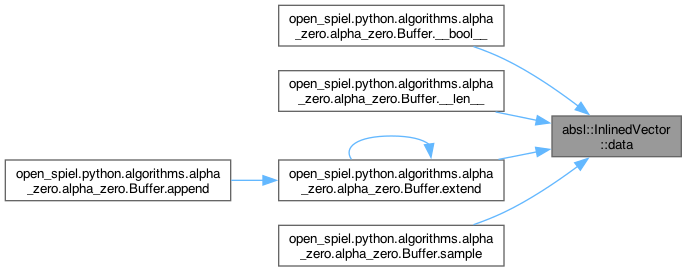 open_spiel.python.algorithms.alpha
_zero.alpha_zero.Buffer.__bool__
open_spiel.python.algorithms.alpha
_zero.alpha_zero.Buffer.__len__
absl::InlinedVector
::data
open_spiel.python.algorithms.alpha
_zero.alpha_zero.Buffer.append
open_spiel.python.algorithms.alpha
_zero.alpha_zero.Buffer.extend
open_spiel.python.algorithms.alpha
_zero.alpha_zero.Buffer.sample